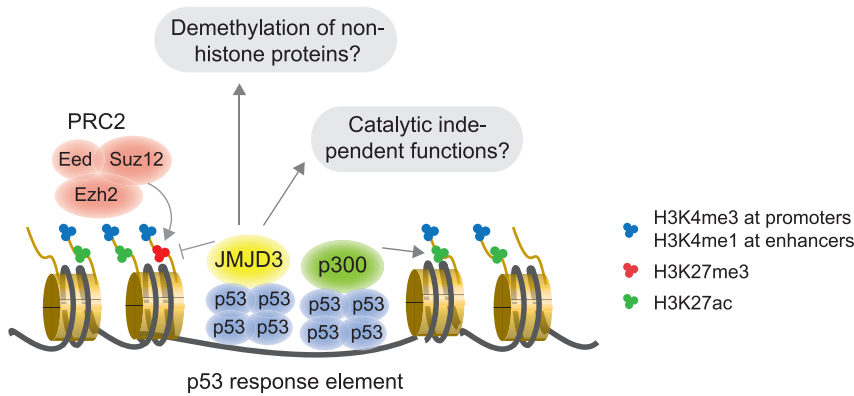 Demethylation of non-
histone proteins?
PRC2
Eed Suz12
Ezh2
Catalytic inde-
pendent functions?
JMJD3
p300
p53 p53
p53 p53
p53 p53
p53 p53
p53 response element
H3K4me3 at promoters
H3K4me1 at enhancers
H3K27me3
H3K27ac